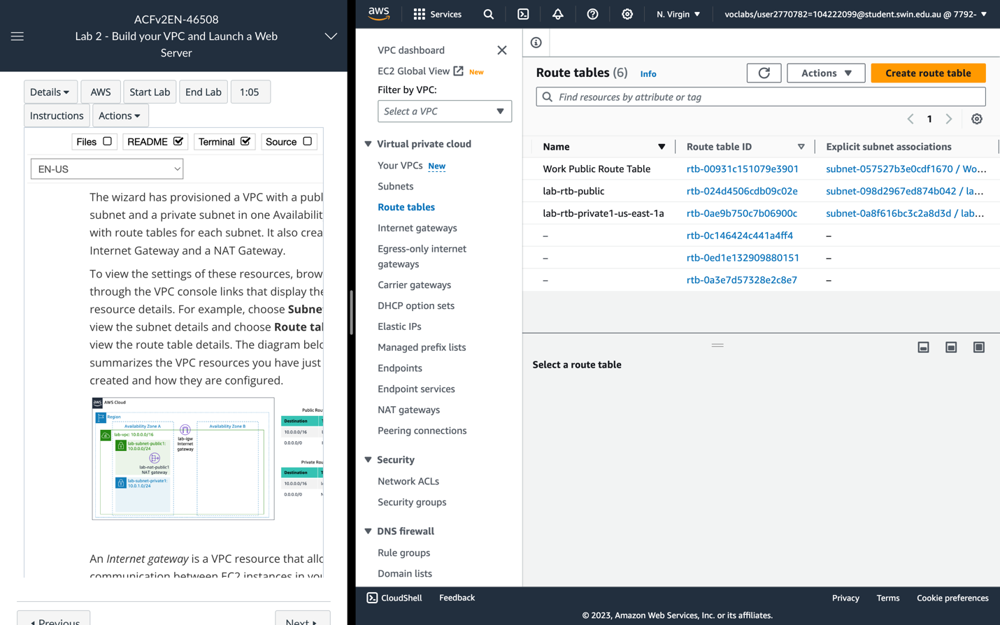 ACFv2EN-46508
Lab 2 - Build your VPC and Launch a Web
Server
Details
AWS
Start Lab
End Lab
1:05
Instructions
Actions
Files
README
Terminal
Source
EN-US
The wizard has provisioned a VPC with a publ
subnet and a private subnet in one Availabilit
with route tables for each subnet. It also crea
Internet Gateway and a NAT Gateway.
To view the settings of these resources, brow
through the VPC console links that display the
resource details. For example, choose Subne
view the subnet details and choose Route ta
view the route table details. The diagram belo
summarizes the VPC resources you have just
created and how they are configured.
aws
AWS Cloud
Region
Availability Zone A
Availability Zone B
lab-vpc: 10.0.0.0/16
lab-subnet-public1:
10.0.0.0/24
lab-nat-public1
NAT gateway
lab-subnet-private1:
10.0.1.0/24
lab-igw
Internet
gateway
Public Rou
Destination
10.0.0.0/16
0.0.0.0/0
Private Rou
Destination
10.0.0.0/16
0.0.0.0/0
An Internet gateway is a VPC resource that allo
communication between EC2 instances in you
Previous
Next
aws
Services
N. Virgin
voclabs/user2770782=104222099@student.swin.edu.au @ 7792-
VPC dashboard
EC2 Global View New
Filter by VPC:
Select a VPC
Virtual private cloud
Your VPCs New
Subnets
Route tables
Internet gateways
Egress-only internet
gateways
Carrier gateways
DHCP option sets
Elastic IPs
Managed prefix lists
Endpoints
Endpoint services
NAT gateways
Peering connections
Security
Network ACLs
Security groups
DNS firewall
Rule groups
Domain lists
Route tables (6) Info
Actions
Create route table
Find resources by attribute or tag
1
Name Route table ID Explicit subnet associations
Work Public Route Table rtb-00931c151079e3901 subnet-057527b3e0cdf1670 / Wo...
lab-rtb-public rtb-024d4506cdb09c02e subnet-098d2967ed874b042 / la...
lab-rtb-private1-us-east-1a rtb-0ae9b750c7b06900c subnet-0a8f616bc3c2a8d3d / lab...
– rtb-0c146424c441a4ff4 –
– rtb-0ed1e132909880151 –
– rtb-0a3e7d57328e2c8e7 –
Select a route table
CloudShell
Feedback
Privacy
Terms
Cookie preferences
© 2023, Amazon Web Services, Inc. or its affiliates.